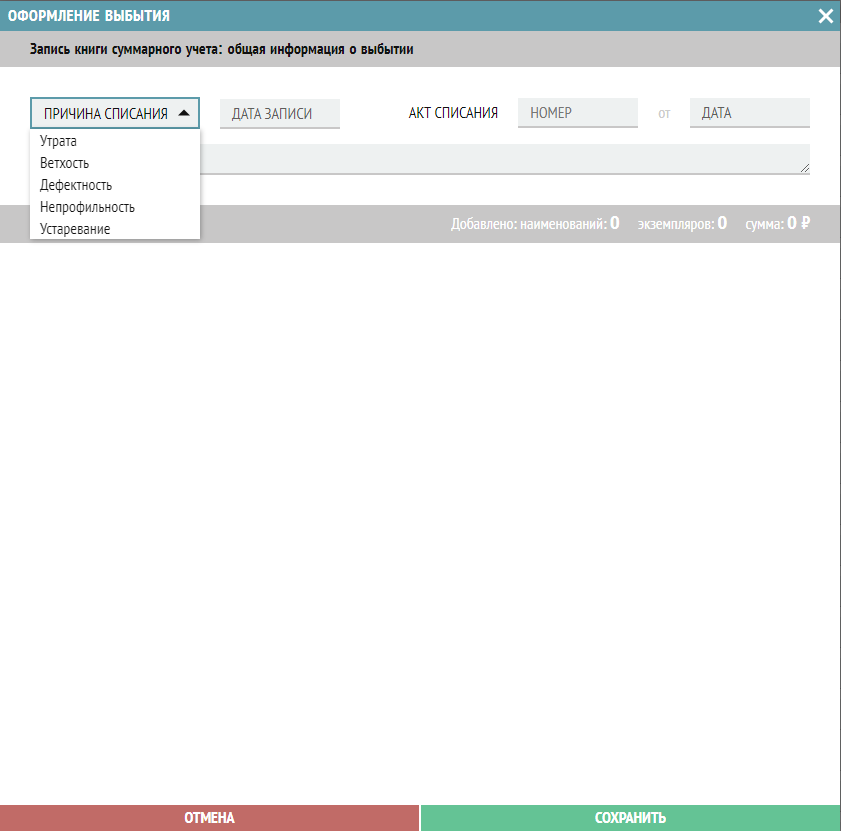 ОФОРМЛЕНИЕ ВЫБЫТИЯ
Запись книги суммарного учета: общая информация о выбытии
ПРИЧИНА СПИСАНИЯ ДАТА ЗАПИСИ АКТ СПИСАНИЯ НОМЕР от ДАТА
Утрата
Ветхость
Дефектность
Непрофильность
Устаревание
Добавлено: наименований: 0 экземпляров: 0 сумма: 0 ₽
ОТМЕНА СОХРАНИТЬ